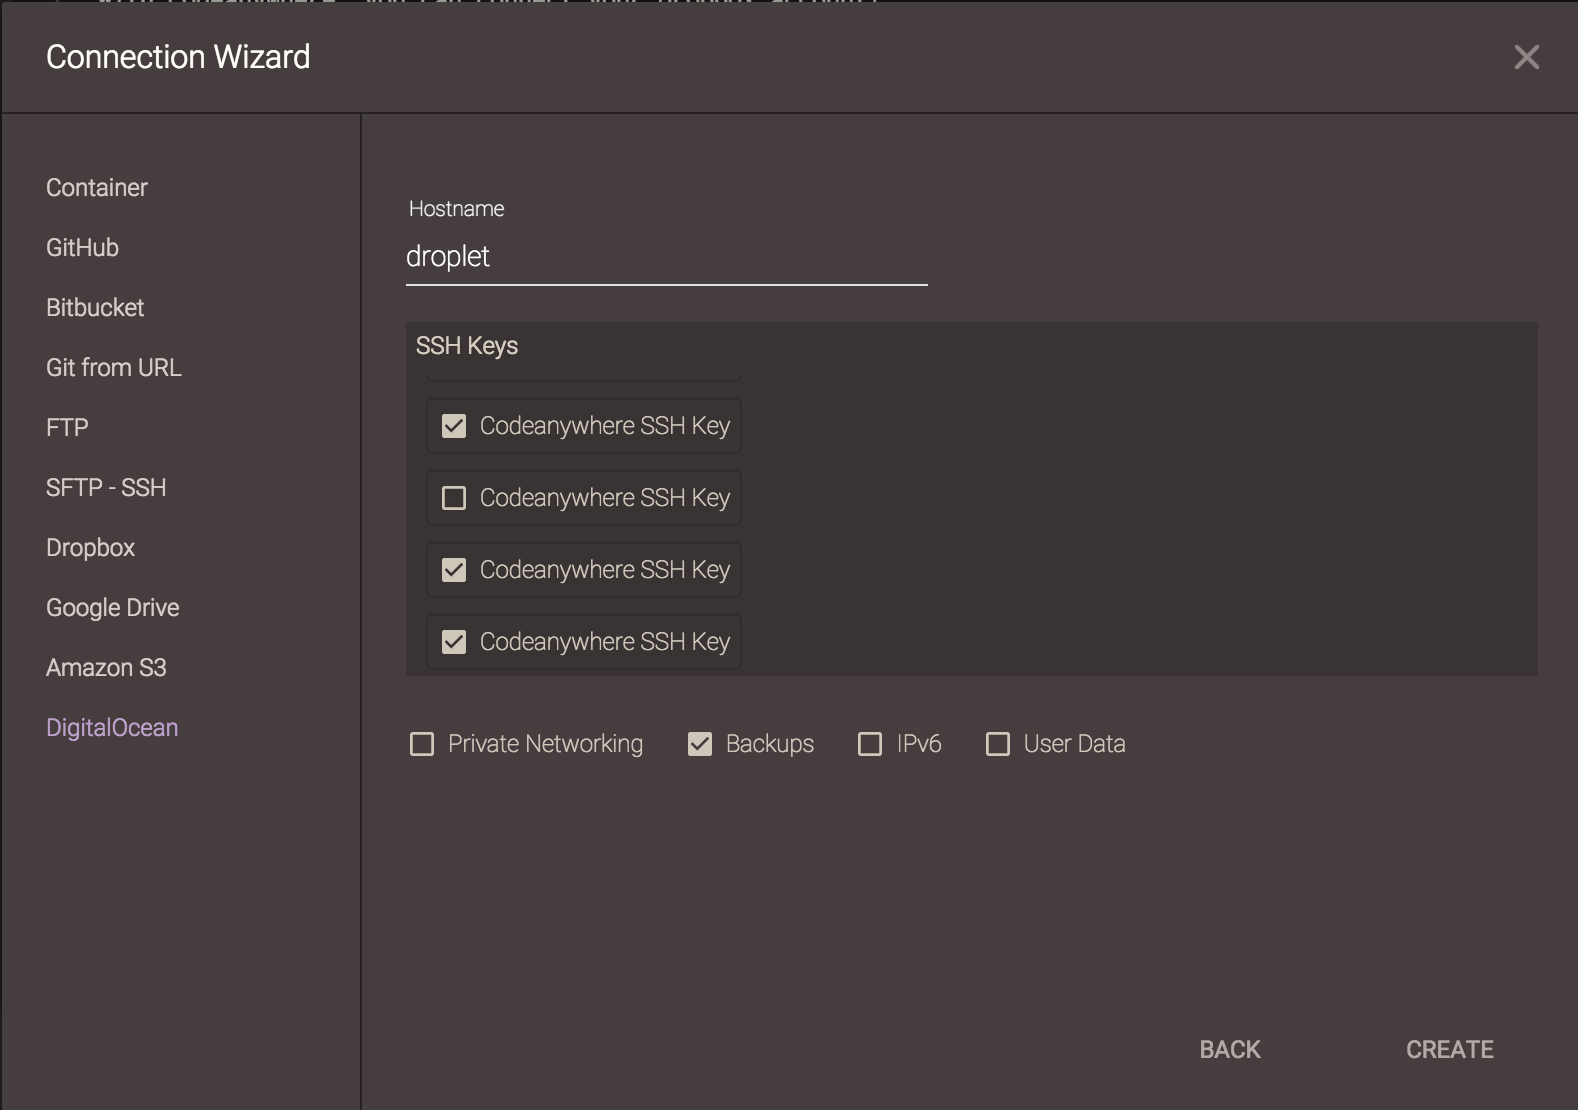 Connection Wizard
Container
GitHub
Bitbucket
Git from URL
FTP
SFTP - SSH
Dropbox
Google Drive
Amazon S3
DigitalOcean
Hostname
droplet
SSH Keys
Codeanywhere SSH Key
Codeanywhere SSH Key
Codeanywhere SSH Key
Codeanywhere SSH Key
Private Networking Backups IPv6 User Data
BACK CREATE